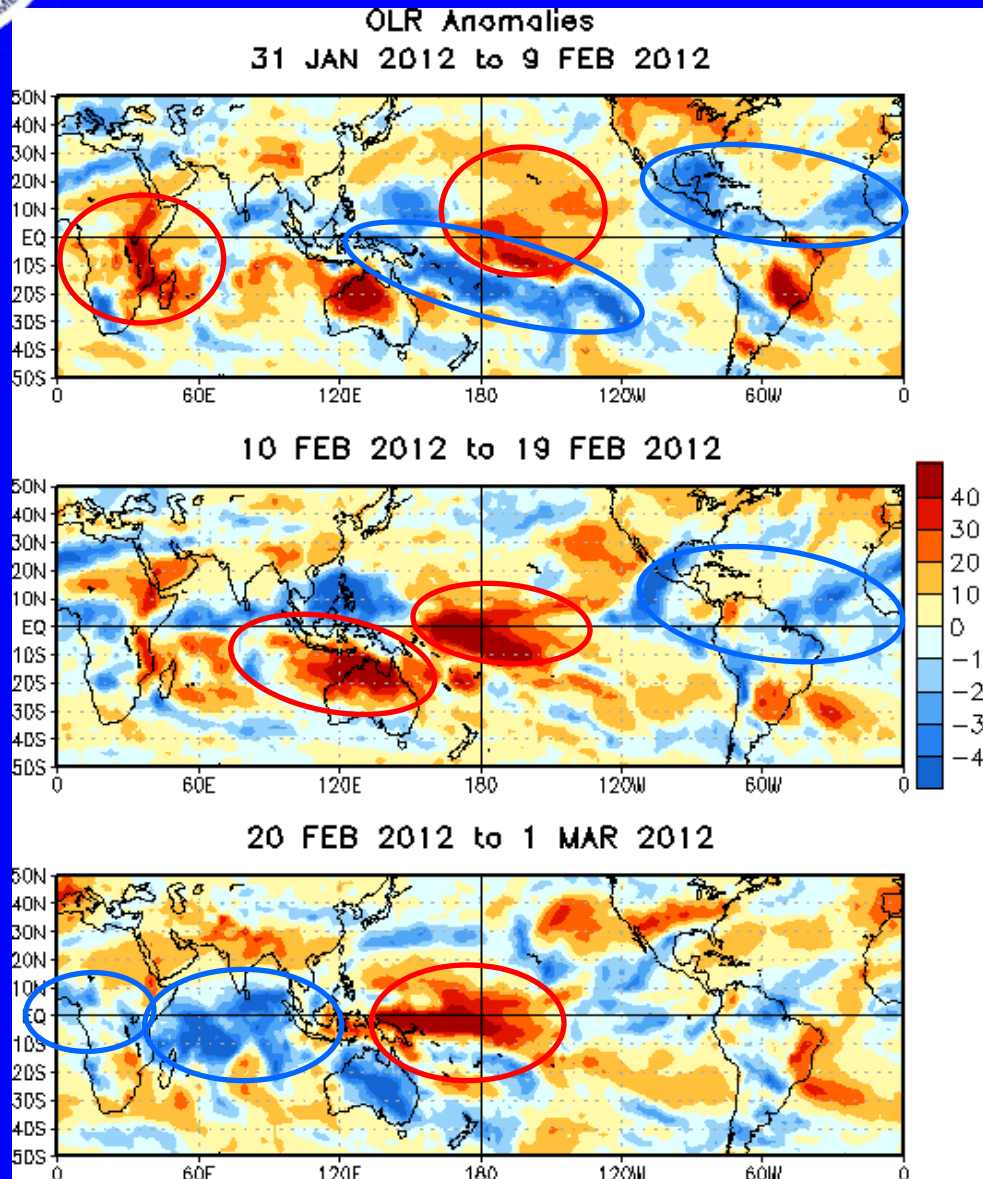 OLR Anomalies
31 JAN 2012 to 9 FEB 2012
50N
40N
30N
20N
10N
EQ
10S
20S
30S
40S
50S
0 60E 120E 180 120W 60W 0
10 FEB 2012 to 19 FEB 2012
50N
40N
30N
20N
10N
EQ
10S
20S
30S
40S
50S
0 60E 120E 180 120W 60W 0
40
30
20
10
0
−1
−2
−3
−4
20 FEB 2012 to 1 MAR 2012
50N
40N
30N
20N
10N
EQ
10S
20S
30S
40S
50S
0 60E 120E 180 120W 60W 0